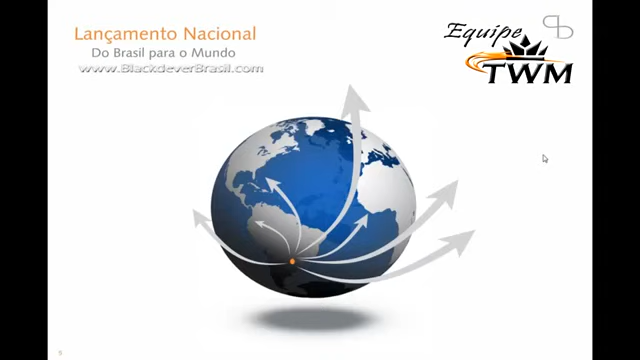 Lançamento Nacional
Do Brasil para o Mundo
www.BlackdeverBrasil.com
Equipe
TWM